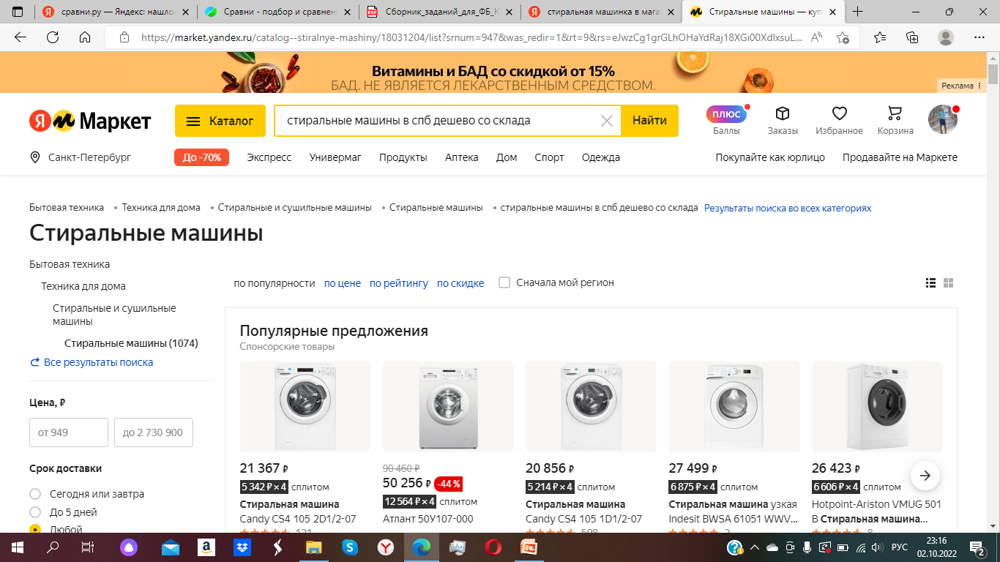 сравни.ру — Яндекс: нашлос
Сравни - подбор и сравнен
Сборник_заданий_для_ФБ_К
стиральная машинка в мага
Стиральные машины — куп
https://market.yandex.ru/catalog--stiralnye-mashiny/18031204/list?srnum=947&was_redir=1&rt=9&rs=eJwzCg1grGLhOHaYdRaj18XGi00XdIxsuL...
Витамины и БАД со скидкой от 15%
БАД. НЕ ЯВЛЯЕТСЯ ЛЕКАРСТВЕННЫМ СРЕДСТВОМ.
Реклама
Я М Маркет
Каталог
стиральные машины в спб дешево со склада
Найти
плюс
Баллы
Заказы
Избранное
Корзина
Санкт-Петербург
До -70%
Экспресс
Универмаг
Продукты
Аптека
Дом
Спорт
Одежда
Покупайте как юрлицо
Продавайте на Маркете
Бытовая техника • Техника для дома • Стиральные и сушильные машины • Стиральные машины • стиральные машины в спб дешево со склада Результаты поиска во всех категориях
Стиральные машины
Бытовая техника
Техника для дома
Стиральные и сушильные
машины
Стиральные машины (1074)
Все результаты поиска
Цена, ₽
от 949
до 2 730 900
Срок доставки
Сегодня или завтра
До 5 дней
Любой
по популярности
по цене
по рейтингу
по скидке
Сначала мой регион
Популярные предложения
Спонсорские товары
21 367 ₽
5 342 ₽ × 4 сплитом
Стиральная машина
Candy CS4 105 2D1/2-07
121
90 460 ₽
50 256 ₽ -44 %
12 564 ₽ × 4 сплитом
Атлант 50У107-000
20 856 ₽
5 214 ₽ × 4 сплитом
Стиральная машина
Candy CS4 105 1D1/2-07
598
27 499 ₽
6 875 ₽ × 4 сплитом
Стиральная машина узкая
Indesit BWSA 61051 WWV...
2
26 423 ₽
6 606 ₽ × 4 сплитом
Hotpoint-Ariston VMUG 501
B Стиральная машина...
8
РУС
23:16
02.10.2022
2